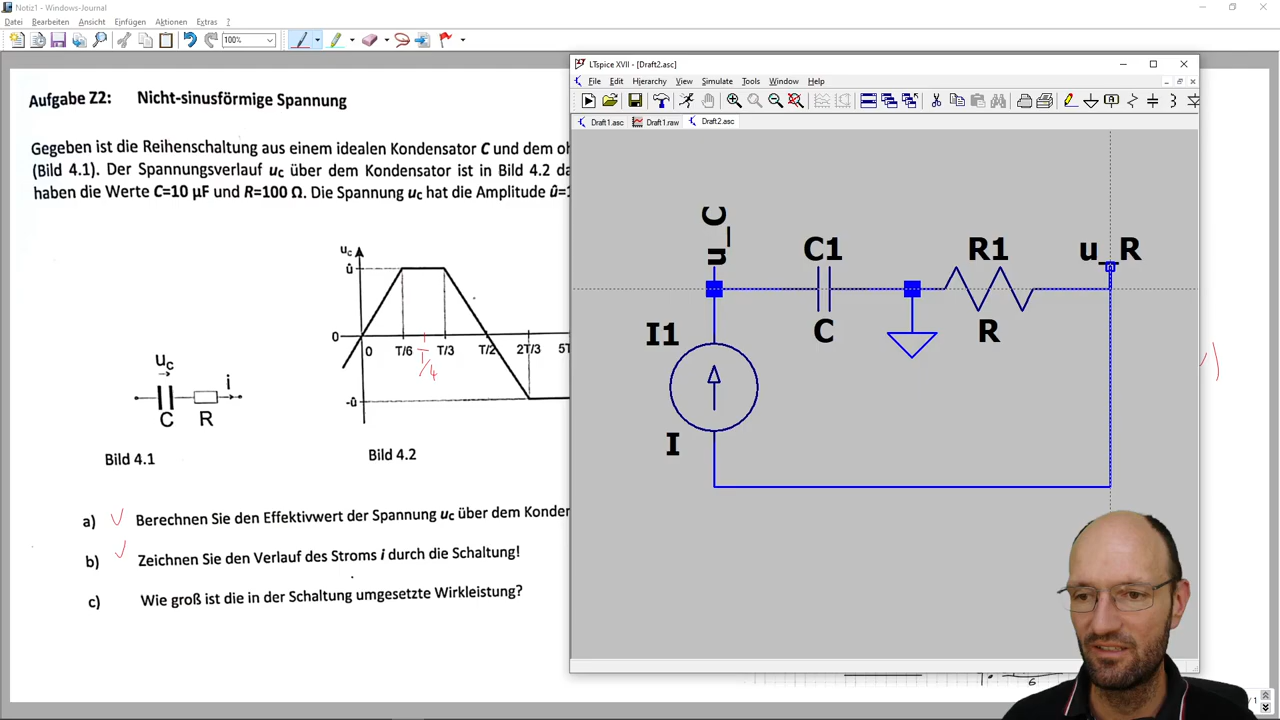 Notiz1 - Windows-Journal
Datei Bearbeiten Ansicht Einfügen Aktionen Extras ?
100%
Aufgabe Z2: Nicht-sinusförmige Spannung
Gegeben ist die Reihenschaltung aus einem idealen Kondensator C und dem
(Bild 4.1). Der Spannungsverlauf uc über dem Kondensator ist in Bild 4.2
haben die Werte C=10 µF und R=100 Ω. Die Spannung uc hat die Amplitude û=1
uc
û
0
0 T/6 T/3 T/2 2T/3 5T
T/4
-û
uc
i
C R
Bild 4.1
Bild 4.2
a) Berechnen Sie den Effektivwert der Spannung uc über dem
b) Zeichnen Sie den Verlauf des Stroms i durch die Schaltung!
c) Wie groß ist die in der Schaltung umgesetzte Wirkleistung?
LTspice XVII - [Draft2.asc]
File Edit Hierarchy View Simulate Tools Window Help
Draft1.asc Draft1.raw Draft2.asc
u_C
C1
R1
u_R
C
R
I1
I
6